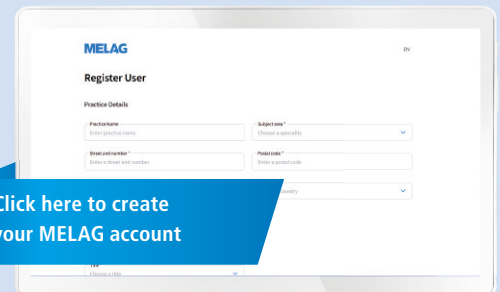 MELAG
EN
Register User
Practice Details
Practice Name
Enter practice name
Subject area *
Choose a speciality
Street and number *
Enter a street and number
Postal code *
Enter a postal code
country
Click here to create
your MELAG account
Title
Choose a title